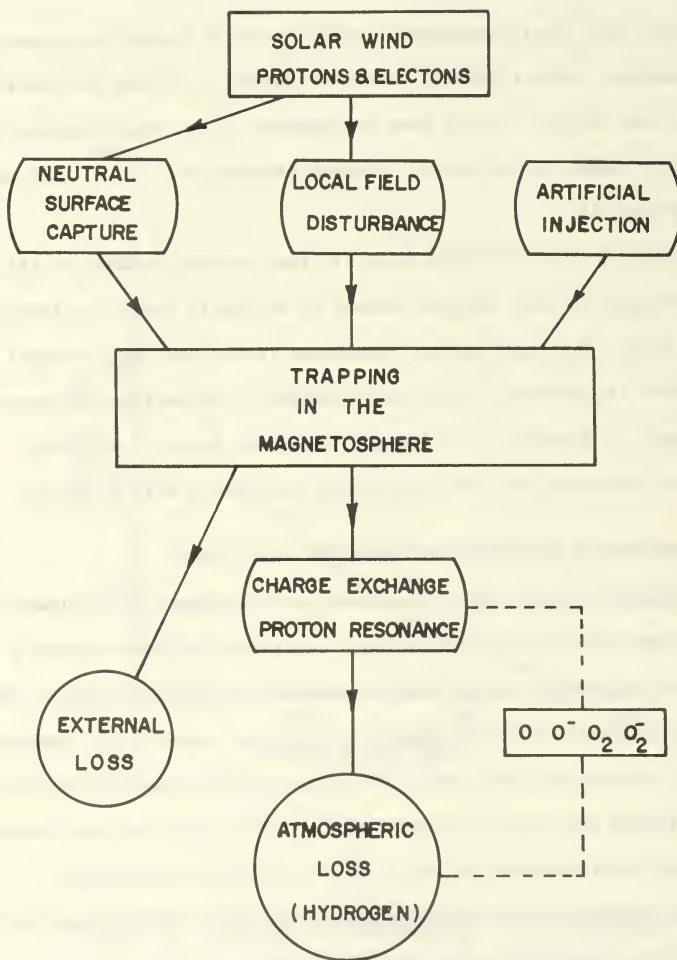 SOLAR WIND
PROTONS & ELECTONS
NEUTRAL
SURFACE
CAPTURE
LOCAL FIELD
DISTURBANCE
ARTIFICIAL
INJECTION
TRAPPING
IN THE
MAGNETOSPHERE
CHARGE EXCHANGE
PROTON RESONANCE
EXTERNAL
LOSS
O O⁻ O₂ O₂⁻
ATMOSPHERIC
LOSS
(HYDROGEN)